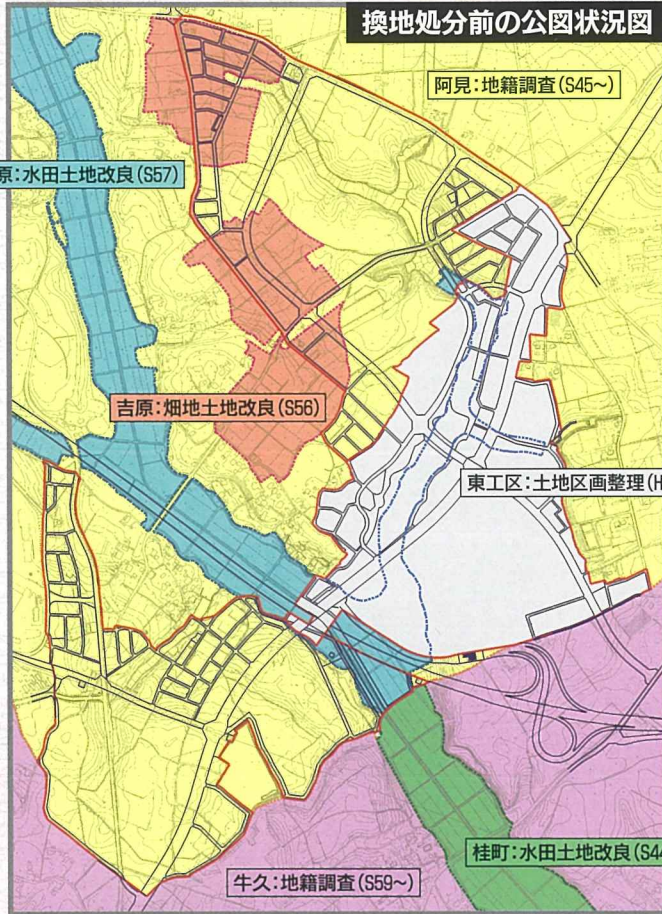 換地処分前の公図状況図
阿見:地籍調査(S45～)
原:水田土地改良(S57)
吉原:畑地土地改良(S56)
東工区:土地区画整理(H
桂町:水田土地改良(S44
牛久:地籍調査(S59～)